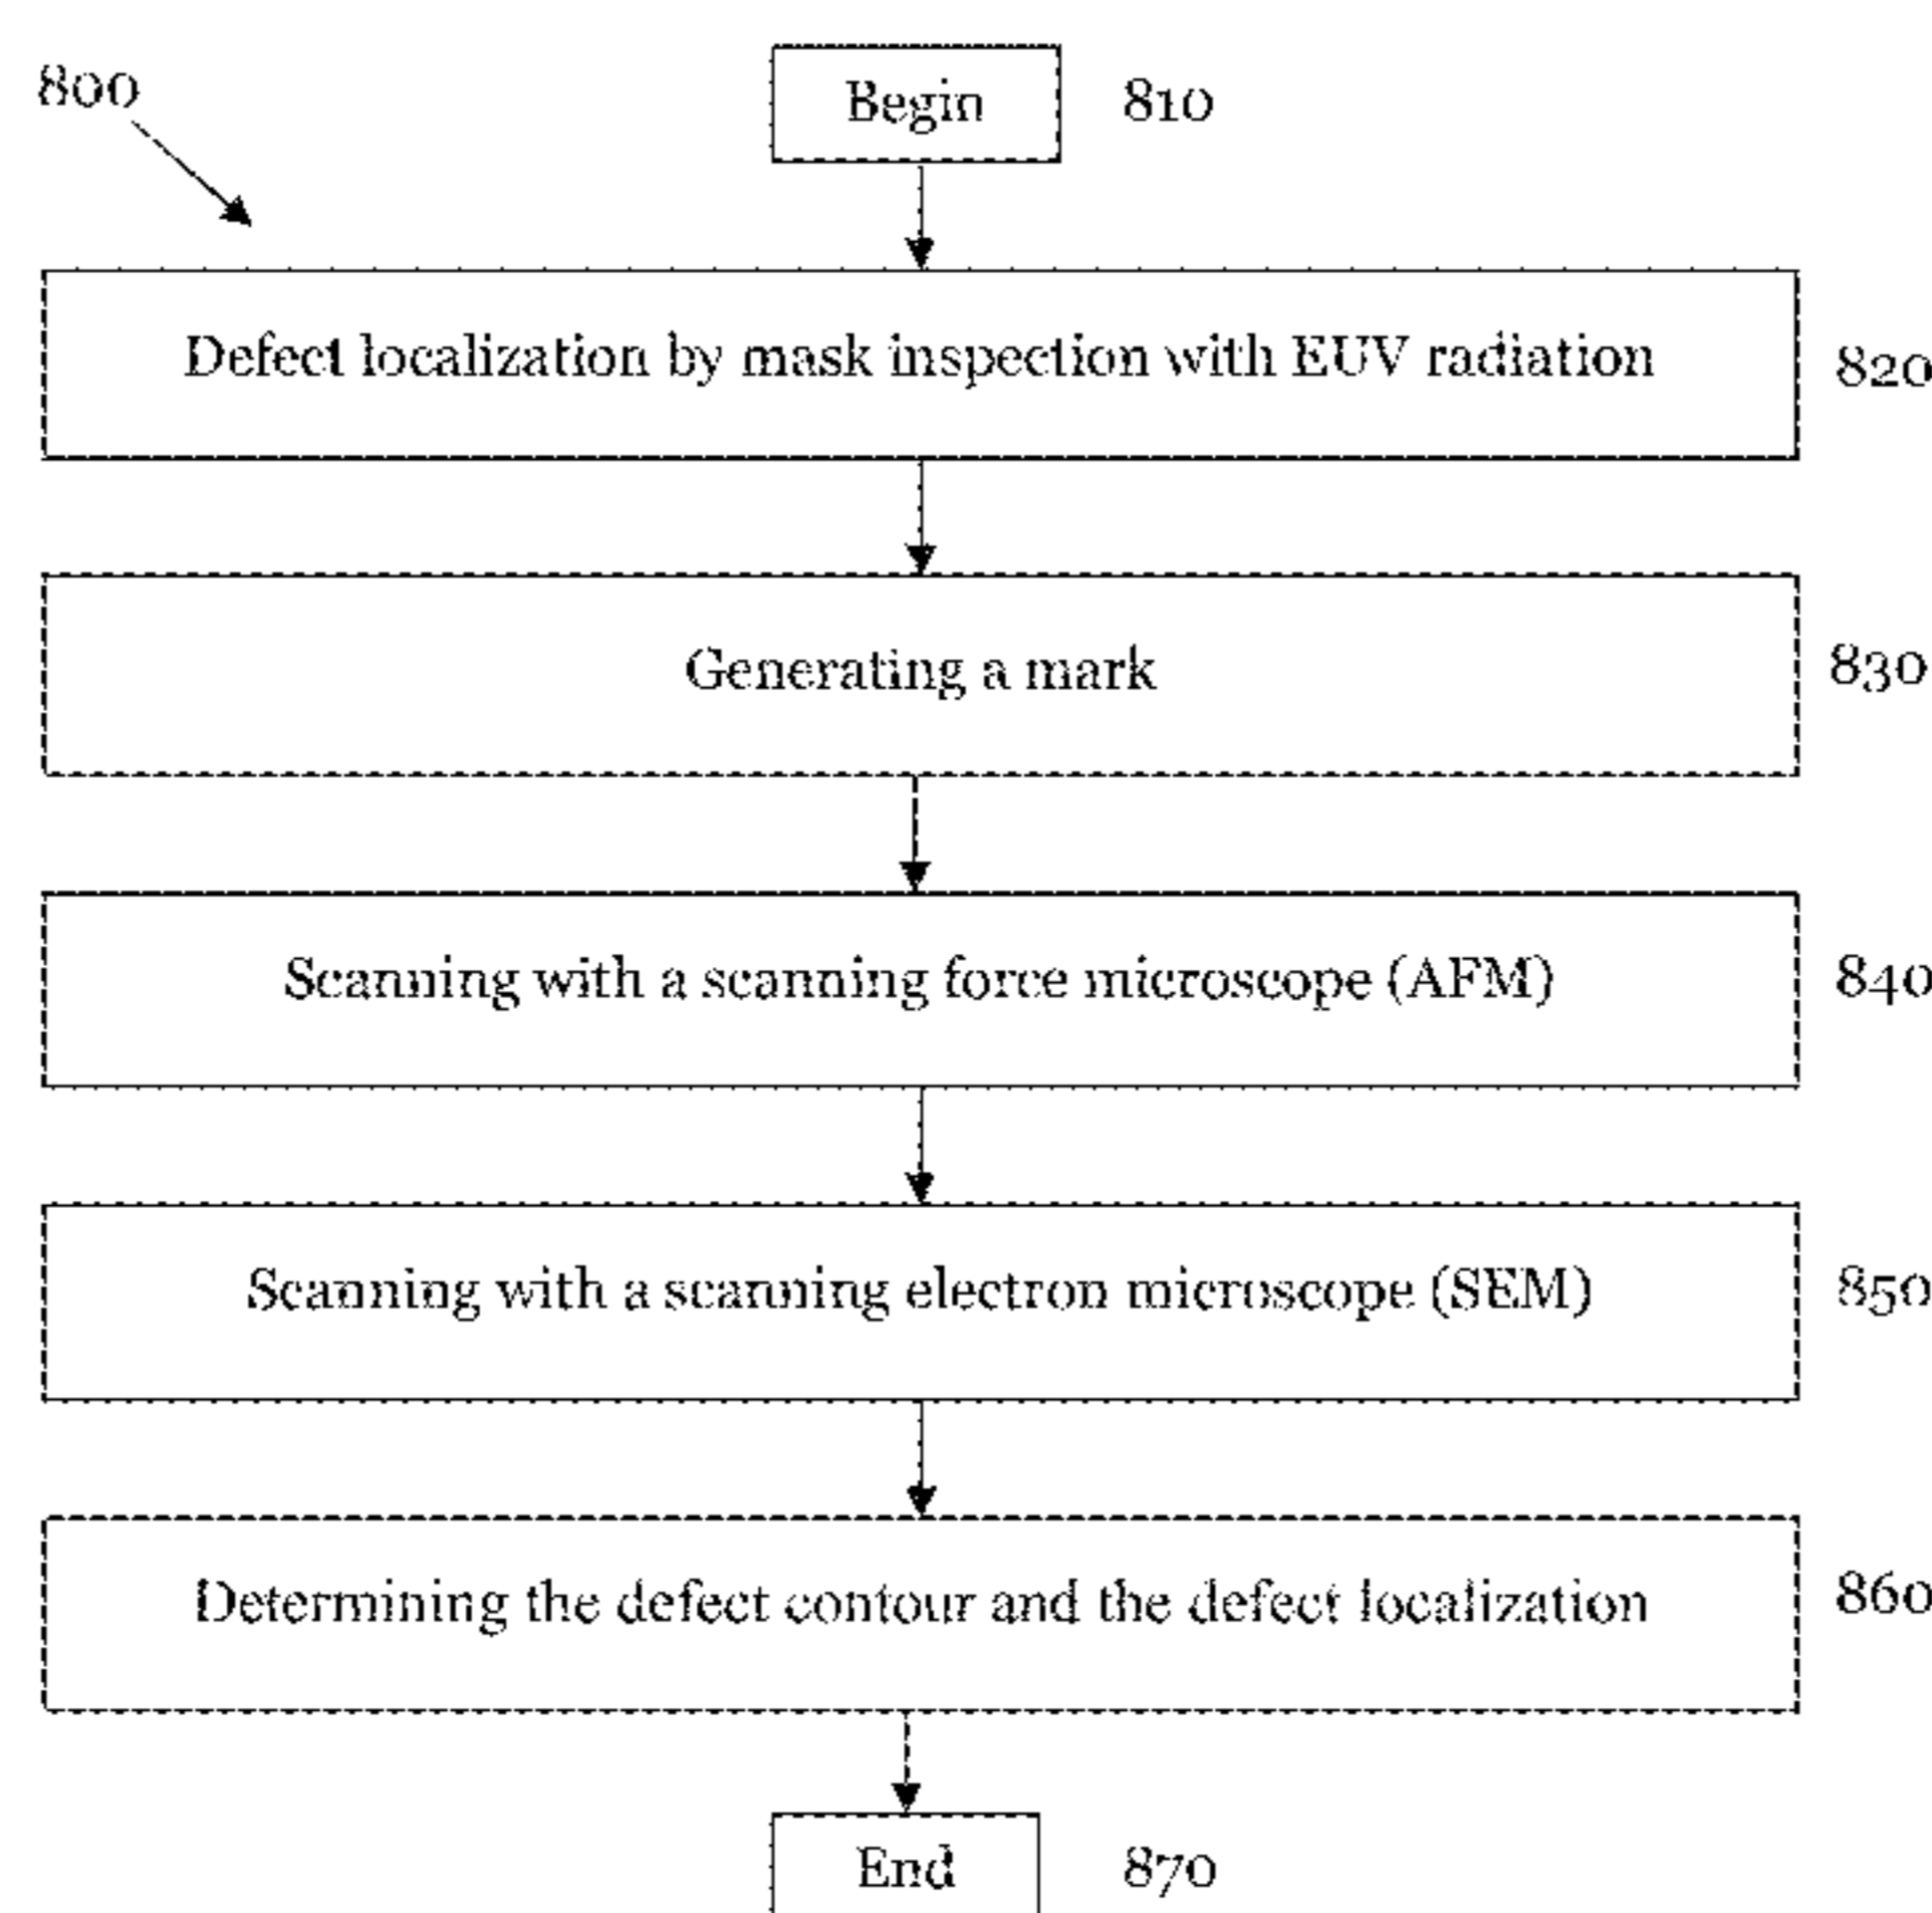 800
Begin 810
Defect localization by mask inspection with EUV radiation 820
Generating a mark 830
Scanning with a scanning force microscope (AFM) 840
Scanning with a scanning electron microscope (SEM) 850
Determining the defect contour and the defect localization 860
End 870